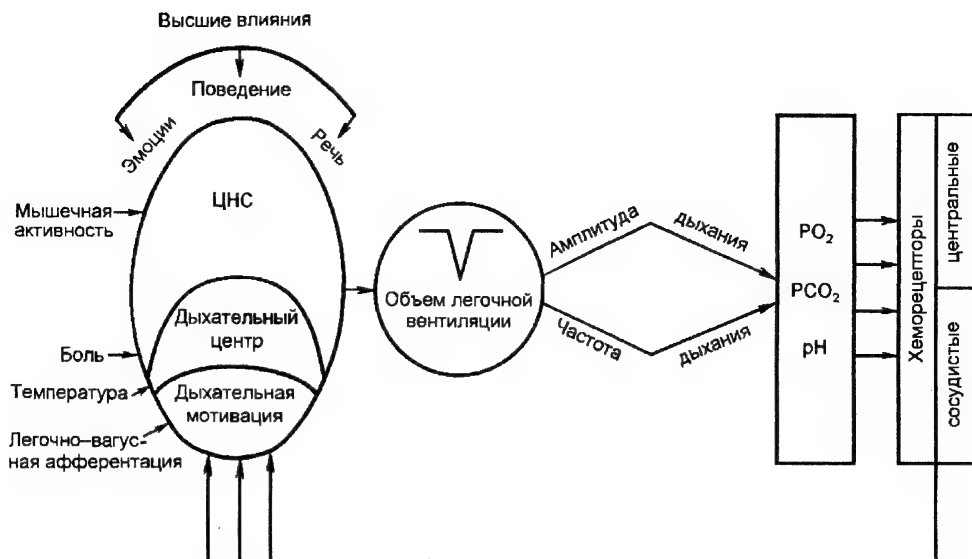 Высшие влияния
Поведение
Эмоции
Речь
ЦНС
Мышечная
активность
Дыхательный
центр
Боль
Температура
Дыхательная
мотивация
Легочно–вагус-
ная афферентация
Объем легочной
вентиляции
Амплитуда
дыхания
Частота
дыхания
PO₂
PCO₂
pH
Хеморецепторы
центральные
сосудистые